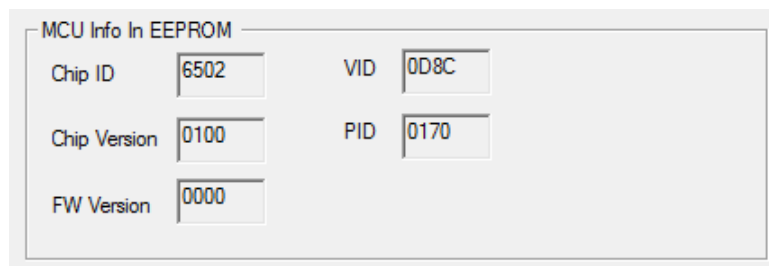 MCU Info In EEPROM
Chip ID 6502 VID 0D8C
Chip Version 0100 PID 0170
FW Version 0000